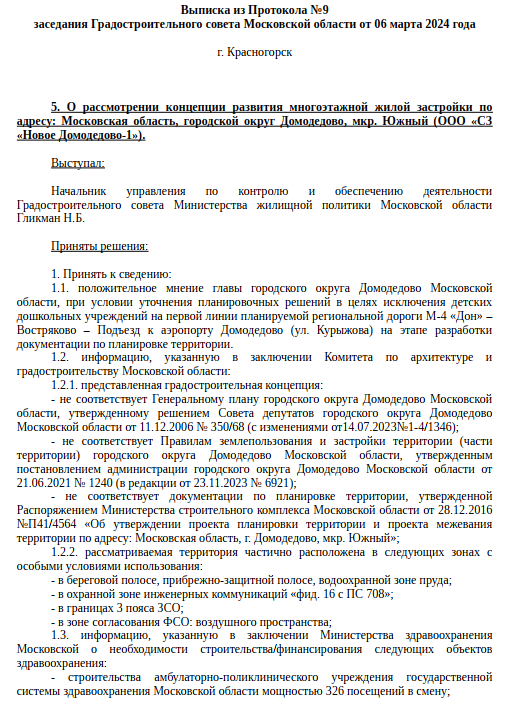 Выписка из Протокола №9
заседания Градостроительного совета Московской области от 06 марта 2024 года
г. Красногорск
5. О рассмотрении концепции развития многоэтажной жилой застройки по
адресу: Московская область, городской округ Домодедово, мкр. Южный (ООО «СЗ
«Новое Домодедово-1»).
Выступал:
Начальник управления по контролю и обеспечению деятельности
Градостроительного совета Министерства жилищной политики Московской области
Гликман Н.Б.
Приняты решения:
1. Принять к сведению:
1.1. положительное мнение главы городского округа Домодедово Московской
области, при условии уточнения планировочных решений в целях исключения детских
дошкольных учреждений на первой линии планируемой региональной дороги М-4 «Дон» –
Востряково – Подъезд к аэропорту Домодедово (ул. Курыжова) на этапе разработки
документации по планировке территории.
1.2. информацию, указанную в заключении Комитета по архитектуре и
градостроительству Московской области:
1.2.1. представленная градостроительная концепция:
- не соответствует Генеральному плану городского округа Домодедово Московской
области, утвержденному решением Совета депутатов городского округа Домодедово
Московской области от 11.12.2006 № 350/68 (с изменениями от14.07.2023№1-4/1346);
- не соответствует Правилам землепользования и застройки территории (части
территории) городского округа Домодедово Московской области, утвержденным
постановлением администрации городского округа Домодедово Московской области от
21.06.2021 № 1240 (в редакции от 23.11.2023 № 6921);
- не соответствует документации по планировке территории, утвержденной
Распоряжением Министерства строительного комплекса Московской области от 28.12.2016
№П41/4564 «Об утверждении проекта планировки территории и проекта межевания
территории по адресу: Московская область, г. Домодедово, мкр. Южный»;
1.2.2. рассматриваемая территория частично расположена в следующих зонах с
особыми условиями использования:
- в береговой полосе, прибрежно-защитной полосе, водоохранной зоне пруда;
- в охранной зоне инженерных коммуникаций «фид. 16 с ПС 708»;
- в границах 3 пояса ЗСО;
- в зоне согласования ФСО: воздушного пространства;
1.3. информацию, указанную в заключении Министерства здравоохранения
Московской о необходимости строительства/финансирования следующих объектов
здравоохранения:
- строительства амбулаторно-поликлинического учреждения государственной
системы здравоохранения Московской области мощностью 326 посещений в смену;